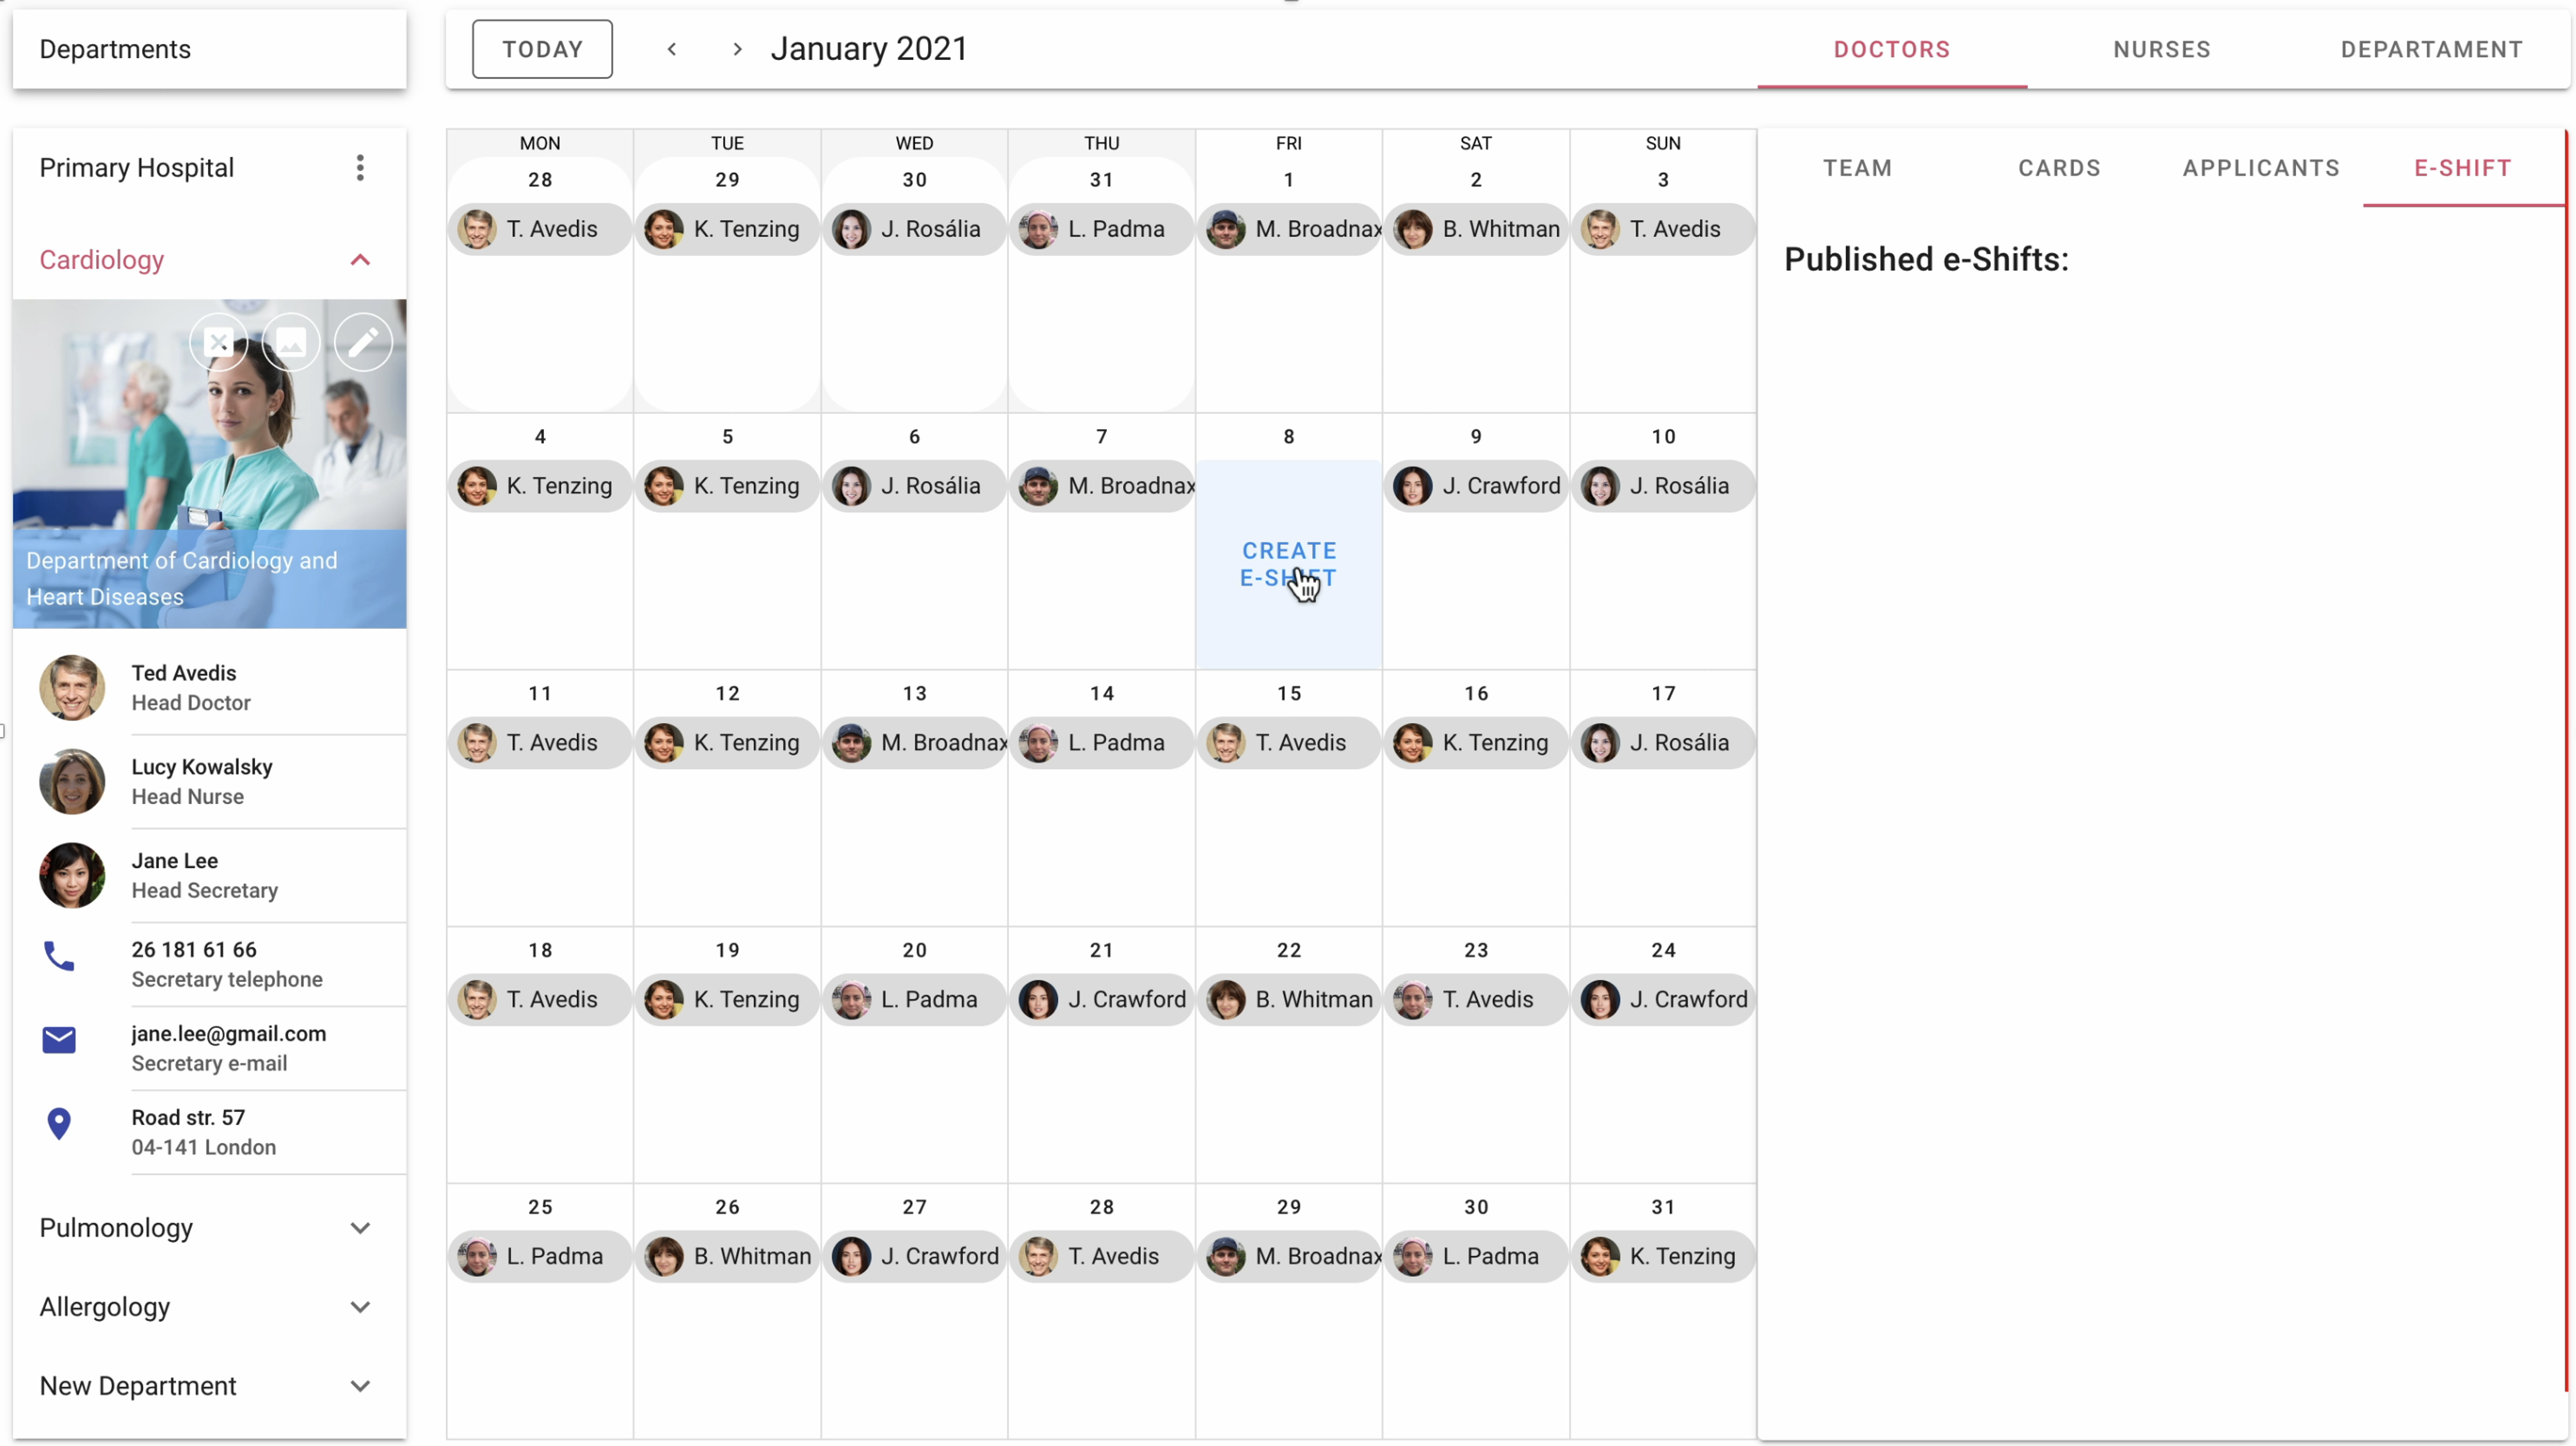 Departments
TODAY
January 2021
DOCTORS
NURSES
DEPARTAMENT
Primary Hospital
Cardiology
Department of Cardiology and
Heart Diseases
Ted Avedis
Head Doctor
Lucy Kowalsky
Head Nurse
Jane Lee
Head Secretary
26 181 61 66
Secretary telephone
jane.lee@gmail.com
Secretary e-mail
Road str. 57
04-141 London
Pulmonology
Allergology
New Department
MON TUE WED THU FRI SAT SUN
28 29 30 31 1 2 3
T. Avedis K. Tenzing J. Rosália L. Padma M. Broadnax B. Whitman T. Avedis
4 5 6 7 8 9 10
K. Tenzing K. Tenzing J. Rosália M. Broadnax J. Crawford J. Rosália
CREATE
E-SHIFT
11 12 13 14 15 16 17
T. Avedis K. Tenzing M. Broadnax L. Padma T. Avedis K. Tenzing J. Rosália
18 19 20 21 22 23 24
T. Avedis K. Tenzing L. Padma J. Crawford B. Whitman T. Avedis J. Crawford
25 26 27 28 29 30 31
L. Padma B. Whitman J. Crawford T. Avedis M. Broadnax L. Padma K. Tenzing
TEAM
CARDS
APPLICANTS
E-SHIFT
Published e-Shifts: